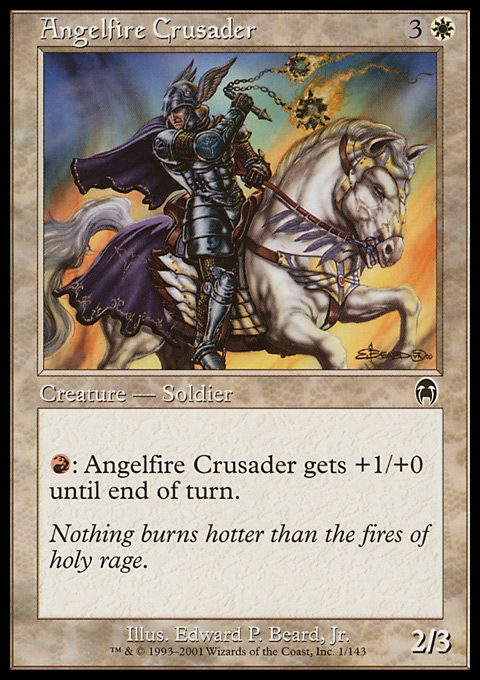 Angelfire Crusader 3
Creature — Soldier
: Angelfire Crusader gets +1/+0
until end of turn.
Nothing burns hotter than the fires of
holy rage.
Illus. Edward P. Beard, Jr.
™ & © 1993–2001 Wizards of the Coast, Inc. 1/143
2/3